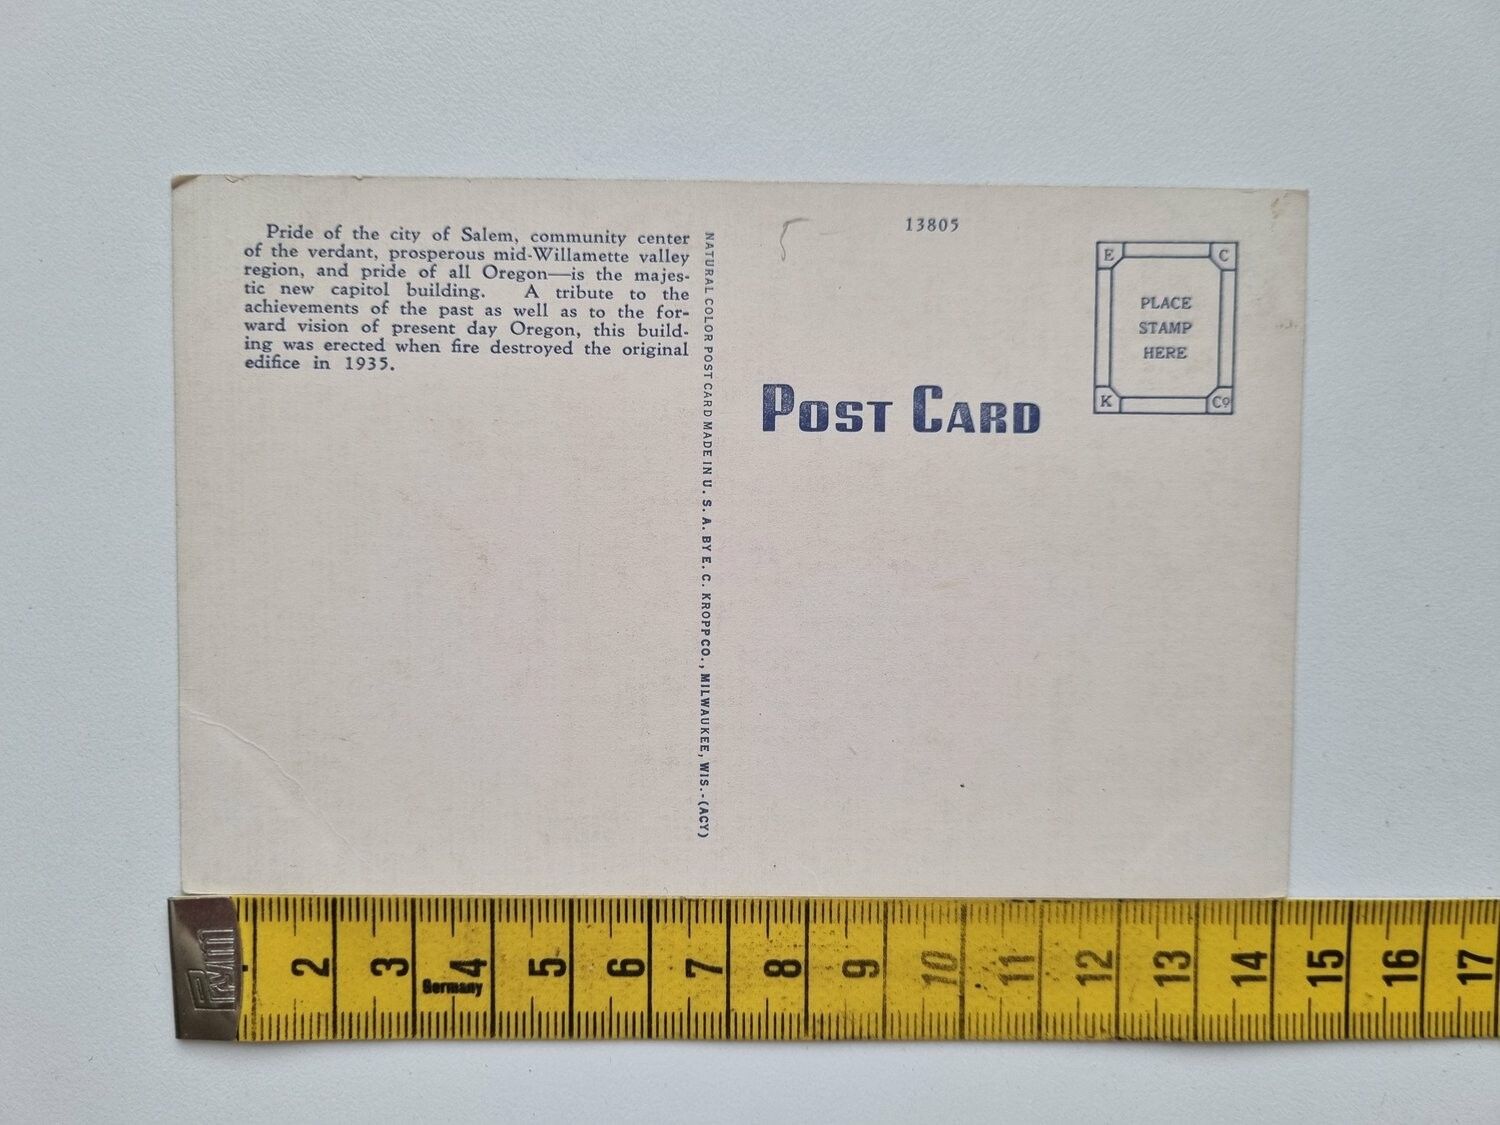 Pride of the city of Salem, community center
of the verdant, prosperous mid-Willamette valley
region, and pride of all Oregon—is the majes-
tic new capitol building. A tribute to the
achievements of the past as well as to the for-
ward vision of present day Oregon, this build-
ing was erected when fire destroyed the original
edifice in 1935.
NATURAL COLOR POST CARD MADE IN U. S. A. BY E. C. KROPP CO., MILWAUKEE, WIS.-(ACY)
5
13805
E C
PLACE
STAMP
HERE
K Co
POST CARD
Prym
2 3 4 5 6 7 8 9 10 11 12 13 14 15 16 17
Germany